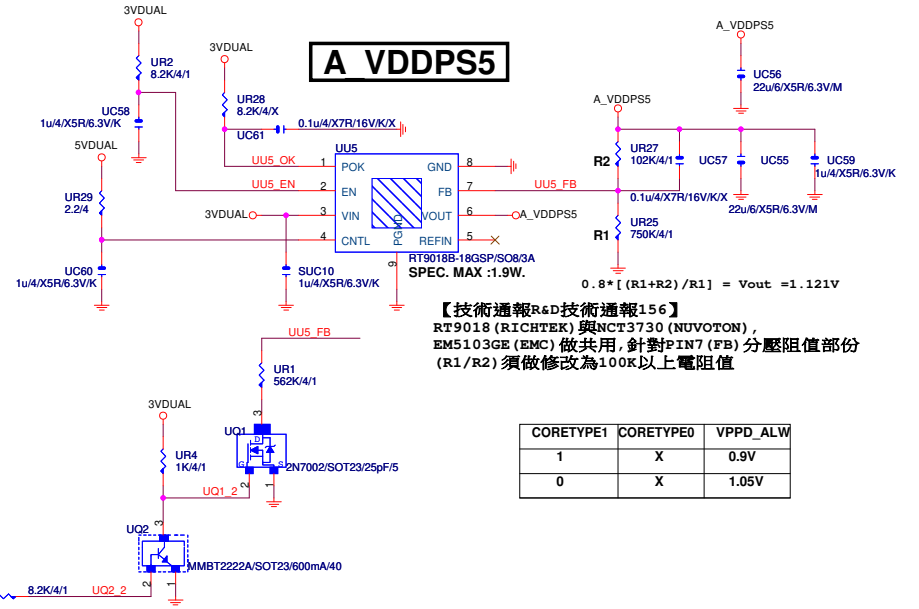 3VDUAL
UR2
8.2K/4/1
UC58
1u/4/X5R/6.3V/K
5VDUAL
UR29
2.2/4
UC60
1u/4/X5R/6.3V/K
3VDUAL
UR28
8.2K/4/X
UC61
0.1u/4/X7R/16V/K/X
A_VDDPS5
UU5_OK
UU5_EN
3VDUAL
SUC10
1u/4/X5R/6.3V/K
UU5
1
POK
GND
8
2
EN
FB
7
3
VIN
VOUT
6
4
CNTL
REFIN
5
PGND
9
RT9018B-18GSP/SO8/3A
SPEC. MAX :1.9W.
UU5_FB
A_VDDPS5
A_VDDPS5
UC56
22u/6/X5R/6.3V/M
A_VDDPS5
R2
UR27
102K/4/1
UC57
0.1u/4/X7R/16V/K/X
UC55
22u/6/X5R/6.3V/M
UC59
1u/4/X5R/6.3V/K
R1
UR25
750K/4/1
0.8*[(R1+R2)/R1] = Vout =1.121V
【技術通報R&D技術通報156】
RT9018(RICHTEK)與NCT3730(NUVOTON),
EM5103GE(EMC)做共用,針對PIN7(FB)分壓阻值部份
(R1/R2)須做修改為100K以上電阻值
UU5_FB
UR1
562K/4/1
3
UQ1
D
G
S
2N7002/SOT23/25pF/5
2
1
3VDUAL
UR4
1K/4/1
UQ1_2
3
UQ2
MMBT2222A/SOT23/600mA/40
2
1
8.2K/4/1
UQ2_2
CORETYPE1 CORETYPE0 VPPD_ALW
1 X 0.9V
0 X 1.05V